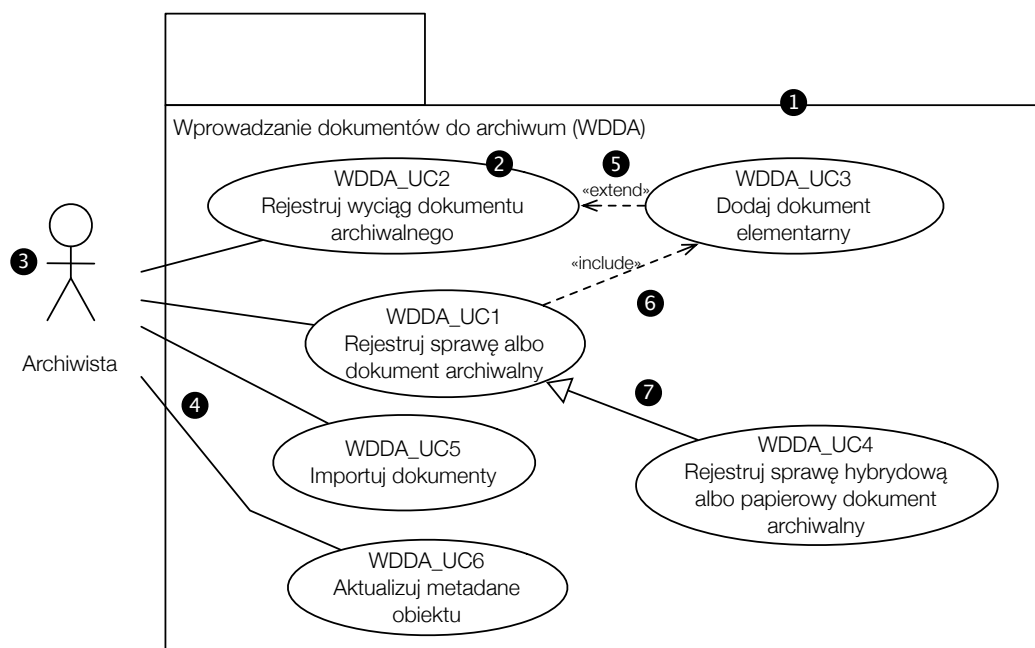 1
Wprowadzanie dokumentów do archiwum (WDDA)
2
WDDA_UC2
Rejestruj wyciąg dokumentu
archiwalnego
5
«extend»
WDDA_UC3
Dodaj dokument
elementarny
3
Archiwista
«include»
6
WDDA_UC1
Rejestruj sprawę albo
dokument archiwalny
7
4
WDDA_UC5
Importuj dokumenty
WDDA_UC4
Rejestruj sprawę hybrydową
albo papierowy dokument
archiwalny
WDDA_UC6
Aktualizuj metadane
obiektu